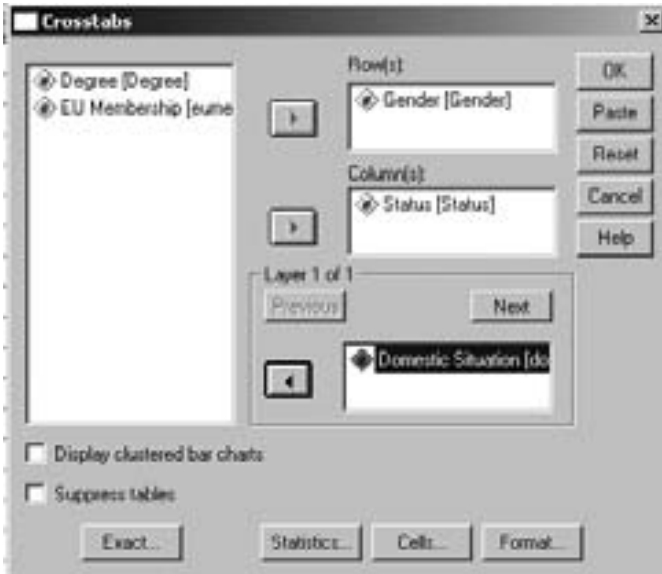 Crosstabs
Degree [Degree]
EU Membership [eume
Row(s):
Gender [Gender]
Column(s):
Status [Status]
Layer 1 of 1
Previous
Next
Domestic Situation [do
OK
Paste
Reset
Cancel
Help
Display clustered bar charts
Suppress tables
Exact...
Statistics...
Cells...
Format...